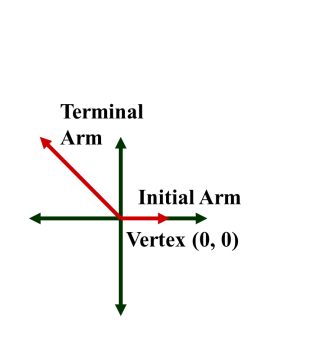 Terminal
Arm
Initial Arm
Vertex (0, 0)